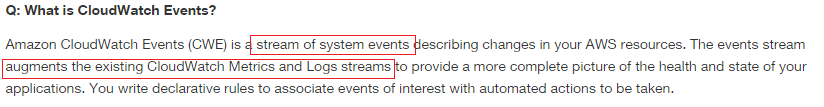 Q: What is CloudWatch Events?
Amazon CloudWatch Events (CWE) is a stream of system events describing changes in your AWS resources. The events stream
augments the existing CloudWatch Metrics and Logs streams to provide a more complete picture of the health and state of your
applications. You write declarative rules to associate events of interest with automated actions to be taken.